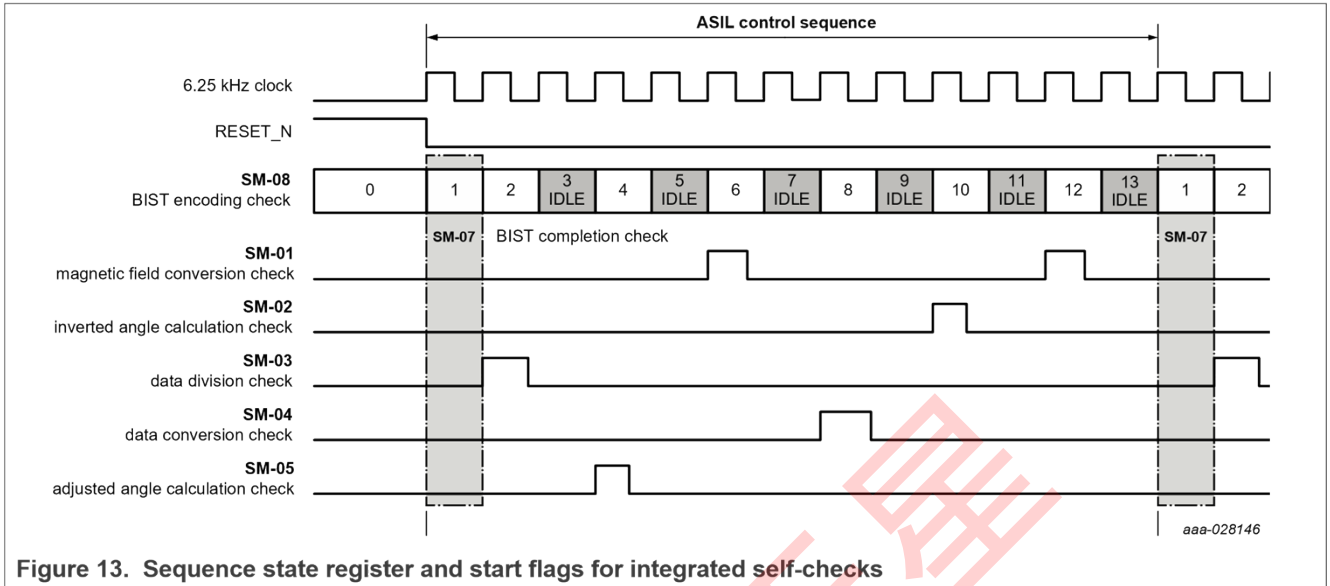 ASIL control sequence
6.25 kHz clock
RESET_N
SM-08
BIST encoding check
0 1 2 3 IDLE 4 5 IDLE 6 7 IDLE 8 9 IDLE 10 11 IDLE 12 13 IDLE 1 2
SM-07 BIST completion check SM-07
SM-01
magnetic field conversion check
SM-02
inverted angle calculation check
SM-03
data division check
SM-04
data conversion check
SM-05
adjusted angle calculation check
aaa-028146
Figure 13. Sequence state register and start flags for integrated self-checks